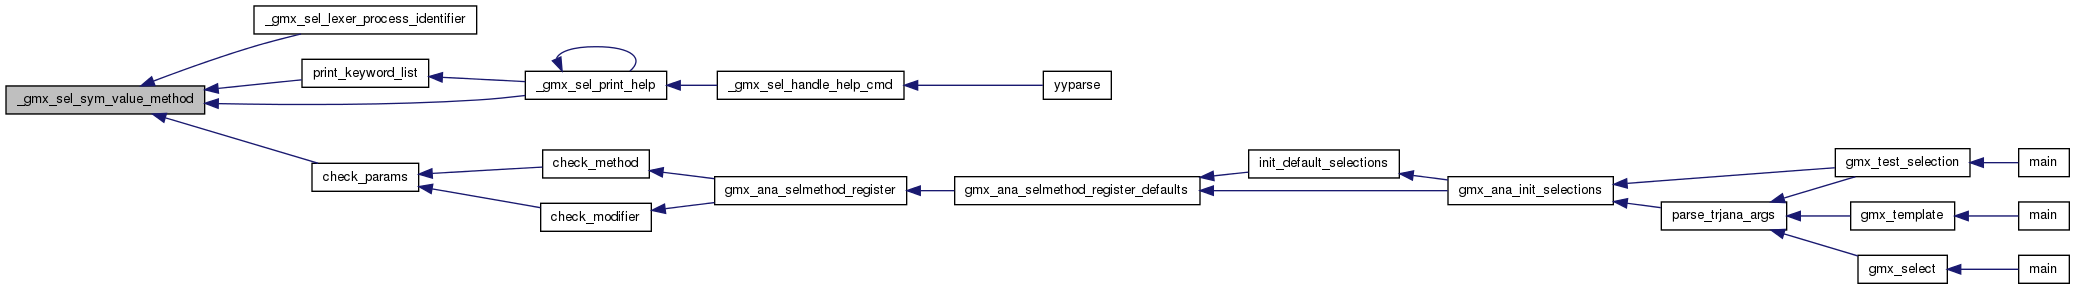 _gmx_sel_lexer_process_identifier
print_keyword_list
_gmx_sel_print_help
_gmx_sel_handle_help_cmd
yyparse
_gmx_sel_sym_value_method
check_params
check_method
check_modifier
gmx_ana_selmethod_register
gmx_ana_selmethod_register_defaults
init_default_selections
gmx_ana_init_selections
gmx_test_selection
main
parse_trjana_args
gmx_template
main
gmx_select
main